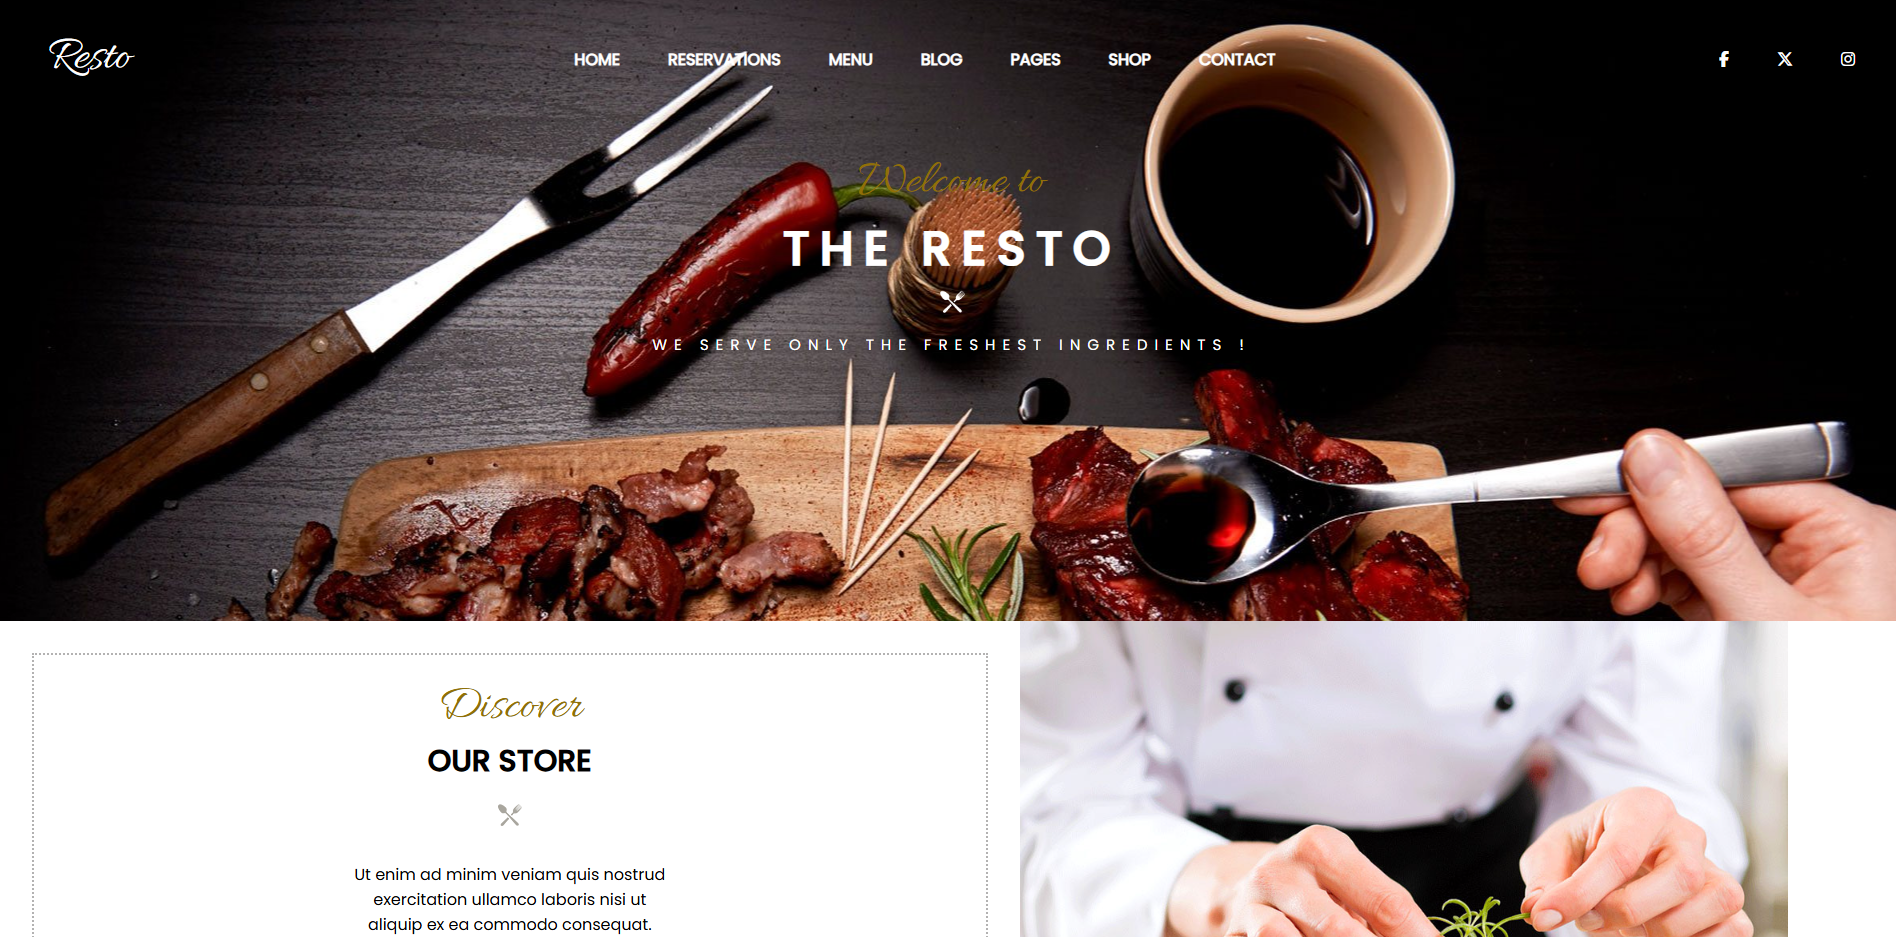 Resto
HOME RESERVATIONS MENU BLOG PAGES SHOP CONTACT
Welcome to
THE RESTO
WE SERVE ONLY THE FRESHEST INGREDIENTS !
Discover
OUR STORE
Ut enim ad minim veniam quis nostrud
exercitation ullamco laboris nisi ut
aliquip ex ea commodo consequat.